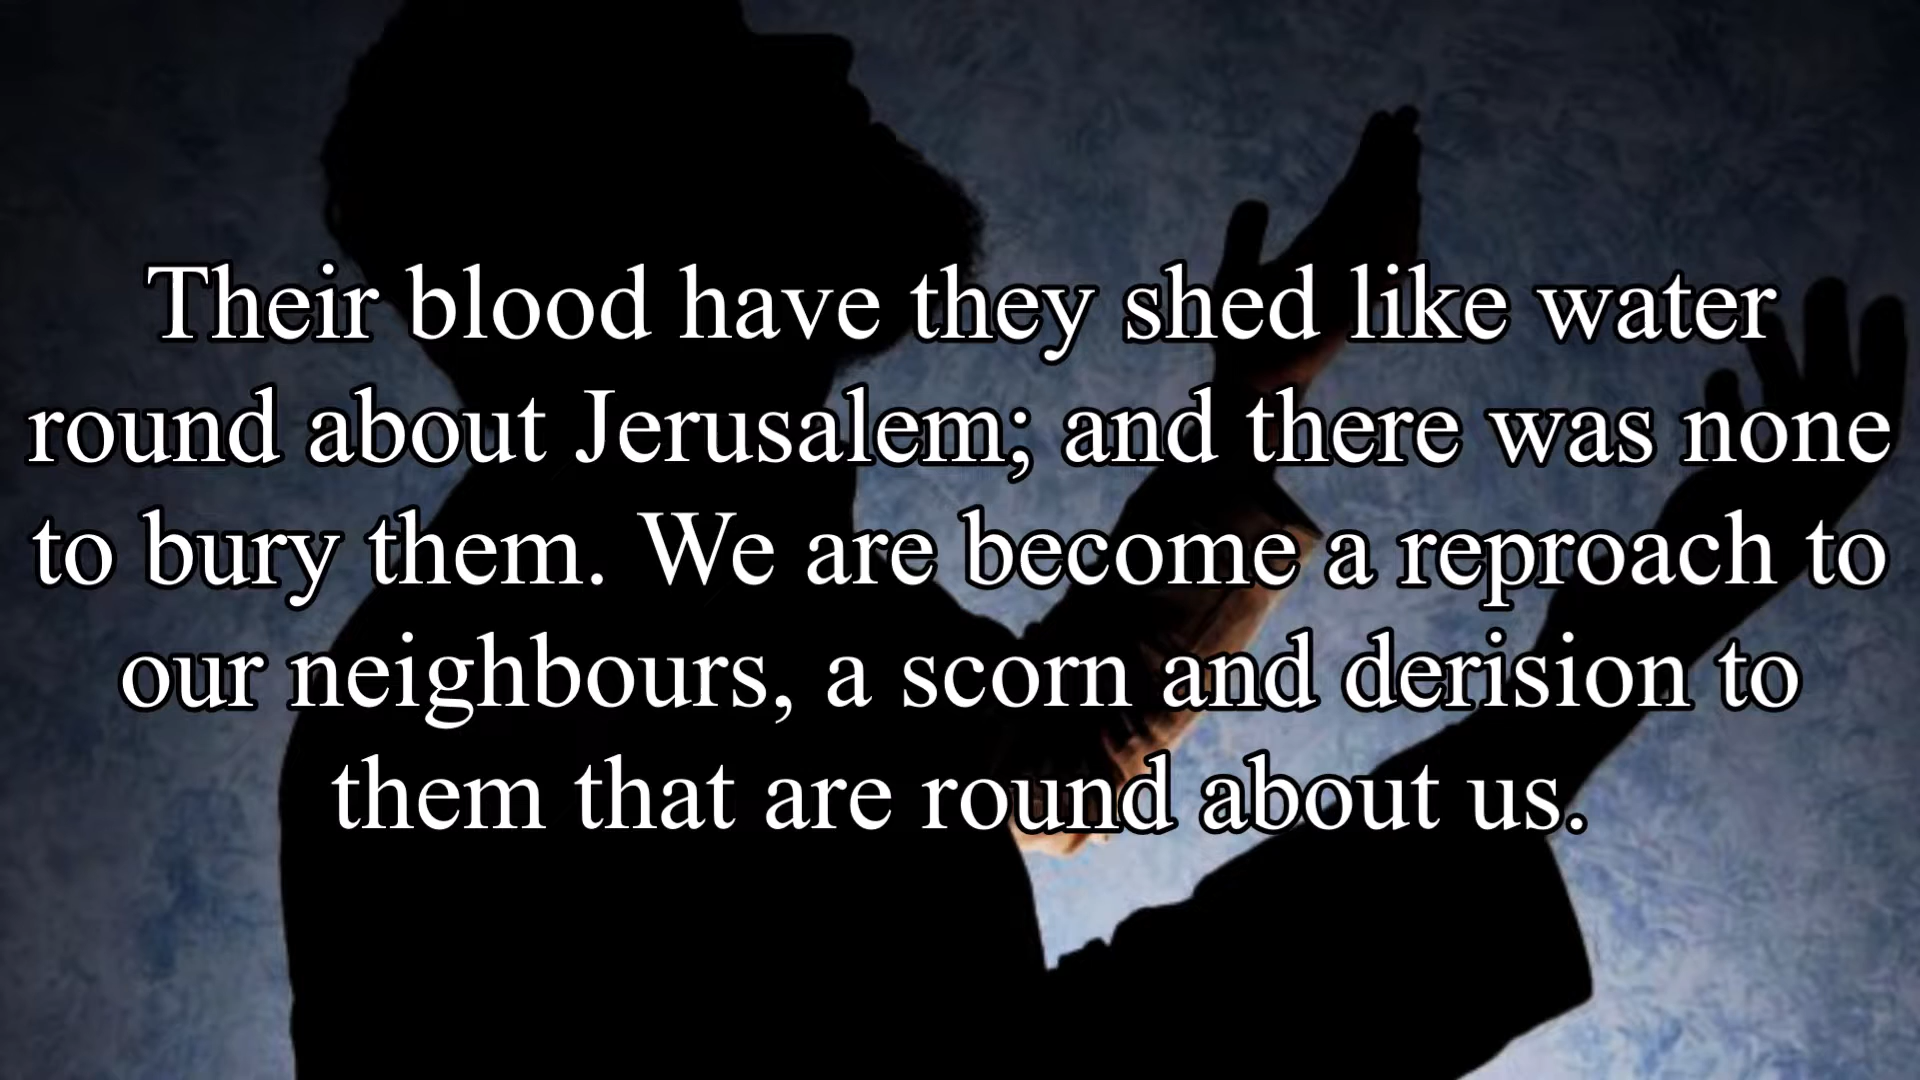 Their blood have they shed like water
round about Jerusalem; and there was none
to bury them. We are become a reproach to
our neighbours, a scorn and derision to
them that are round about us.